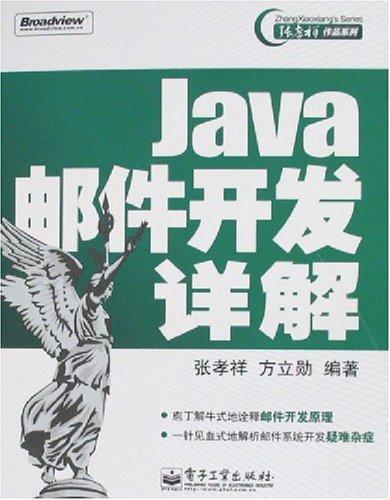 Broadview®
www.broadview.com.cn
ZhangXiaoxiang's Series
张孝祥 作品系列
Java
邮件开发
详解
张孝祥 方立勋 编著
• 庖丁解牛式地诠释邮件开发原理
• 一针见血式地解析邮件系统开发疑难杂症
电子工业出版社